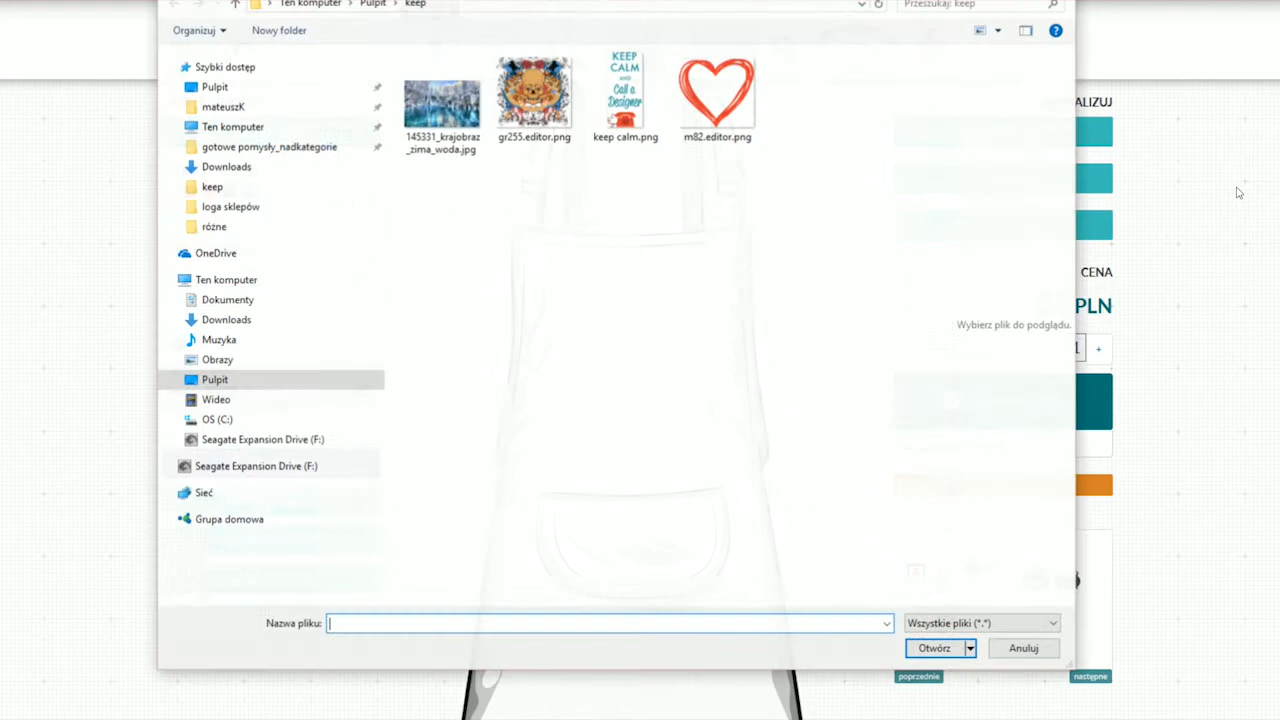 Ten komputer > Pulpit > keep
Przeszukaj: keep
Organizuj
Nowy folder
Szybki dostęp
Pulpit
mateuszK
Ten komputer
gotowe pomysły_nadkategorie
Downloads
keep
loga sklepów
różne
OneDrive
Ten komputer
Dokumenty
Downloads
Muzyka
Obrazy
Pulpit
Wideo
OS (C:)
Seagate Expansion Drive (F:)
Seagate Expansion Drive (F:)
Sieć
Grupa domowa
KEEP
CALM
AND
Call a
Designer
145331_krajobraz
_zima_woda.jpg
gr255.editor.png
keep calm.png
m82.editor.png
Wybierz plik do podglądu.
ALIZUJ
CENA
PLN
1 +
Nazwa pliku:
Wszystkie pliki (*.*)
Otwórz
Anuluj
poprzednie
następne